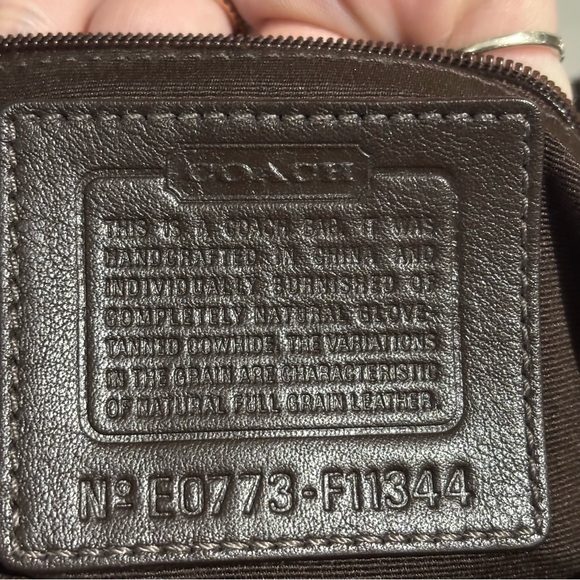 COACH
THIS IS A COACH BAG. IT WAS
HANDCRAFTED IN CHINA AND
INDIVIDUALLY BURNISHED OF
COMPLETELY NATURAL GLOVE-
TANNED COWHIDE. THE VARIATIONS
IN THE GRAIN ARE CHARACTERISTIC
OF NATURAL FULL GRAIN LEATHER.
Nº E0773-F11344